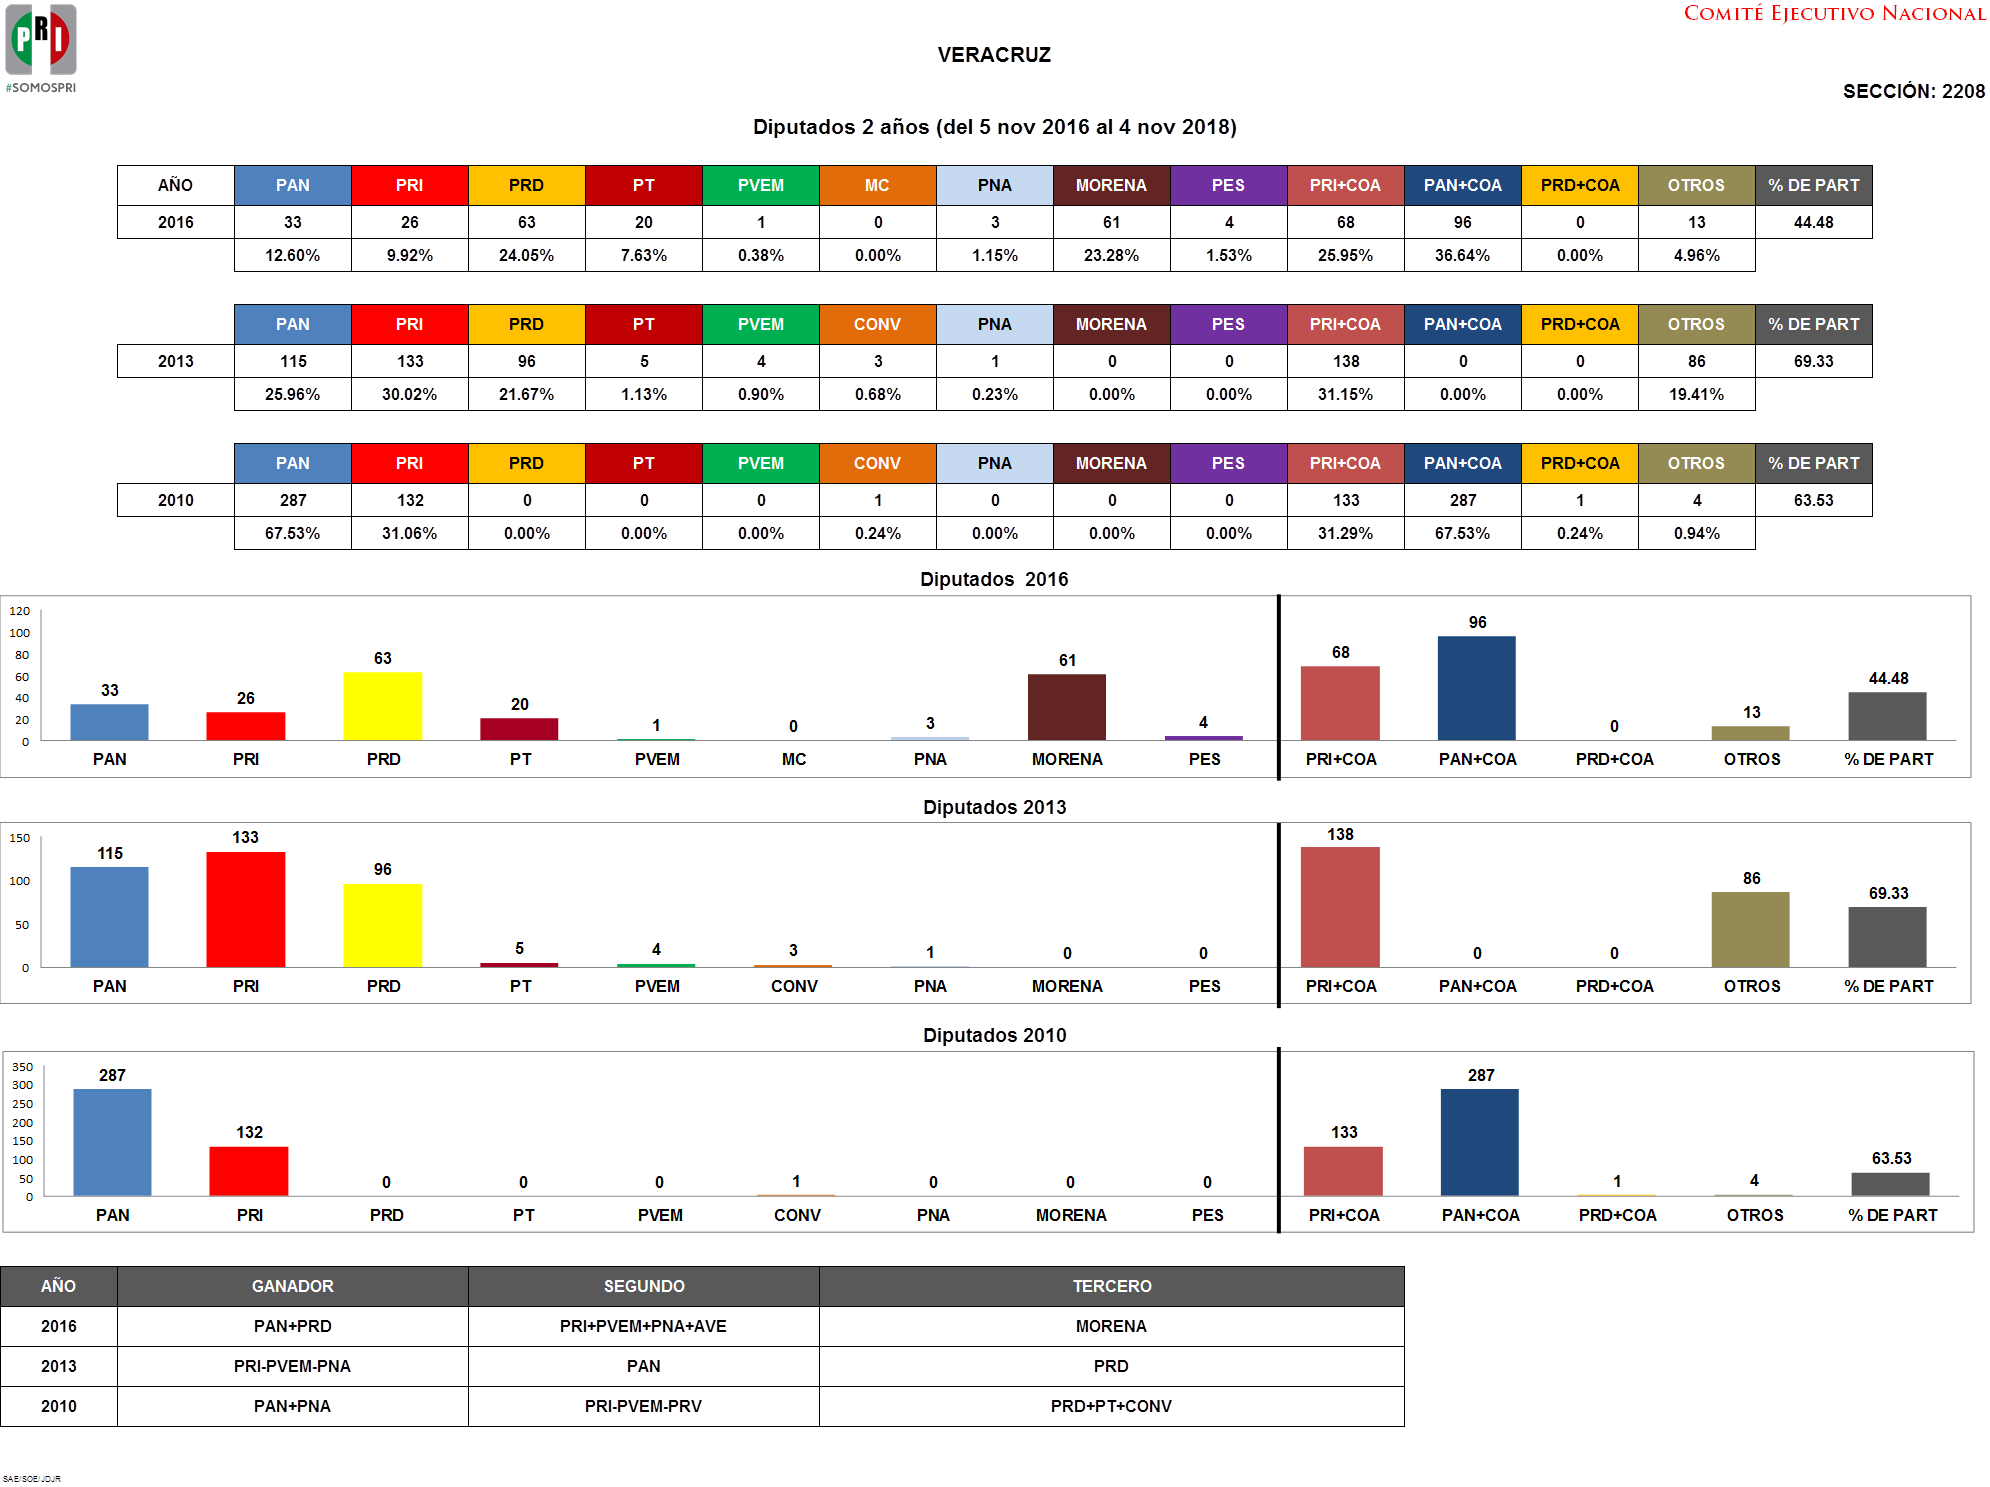 PRI
#SOMOSPRI
COMITÉ EJECUTIVO NACIONAL
VERACRUZ
SECCIÓN: 2208
Diputados 2 años (del 5 nov 2016 al 4 nov 2018)
AÑO PAN PRI PRD PT PVEM MC PNA MORENA PES PRI+COA PAN+COA PRD+COA OTROS % DE PART
2016 33 26 63 20 1 0 3 61 4 68 96 0 13 44.48
12.60% 9.92% 24.05% 7.63% 0.38% 0.00% 1.15% 23.28% 1.53% 25.95% 36.64% 0.00% 4.96%
PAN PRI PRD PT PVEM CONV PNA MORENA PES PRI+COA PAN+COA PRD+COA OTROS % DE PART
2013 115 133 96 5 4 3 1 0 0 138 0 0 86 69.33
25.96% 30.02% 21.67% 1.13% 0.90% 0.68% 0.23% 0.00% 0.00% 31.15% 0.00% 0.00% 19.41%
PAN PRI PRD PT PVEM CONV PNA MORENA PES PRI+COA PAN+COA PRD+COA OTROS % DE PART
2010 287 132 0 0 0 1 0 0 0 133 287 1 4 63.53
67.53% 31.06% 0.00% 0.00% 0.00% 0.24% 0.00% 0.00% 0.00% 31.29% 67.53% 0.24% 0.94%
Diputados 2016
120
100
80
60
40
20
0
33 26 63 20 1 0 3 61 4 68 96 0 13 44.48
PAN PRI PRD PT PVEM MC PNA MORENA PES PRI+COA PAN+COA PRD+COA OTROS % DE PART
Diputados 2013
150
100
50
0
115 133 96 5 4 3 1 0 0 138 0 0 86 69.33
PAN PRI PRD PT PVEM CONV PNA MORENA PES PRI+COA PAN+COA PRD+COA OTROS % DE PART
Diputados 2010
350
300
250
200
150
100
50
0
287 132 0 0 0 1 0 0 0 133 287 1 4 63.53
PAN PRI PRD PT PVEM CONV PNA MORENA PES PRI+COA PAN+COA PRD+COA OTROS % DE PART
AÑO GANADOR SEGUNDO TERCERO
2016 PAN+PRD PRI+PVEM+PNA+AVE MORENA
2013 PRI-PVEM-PNA PAN PRD
2010 PAN+PNA PRI-PVEM-PRV PRD+PT+CONV
SAE/SOE/JDJR